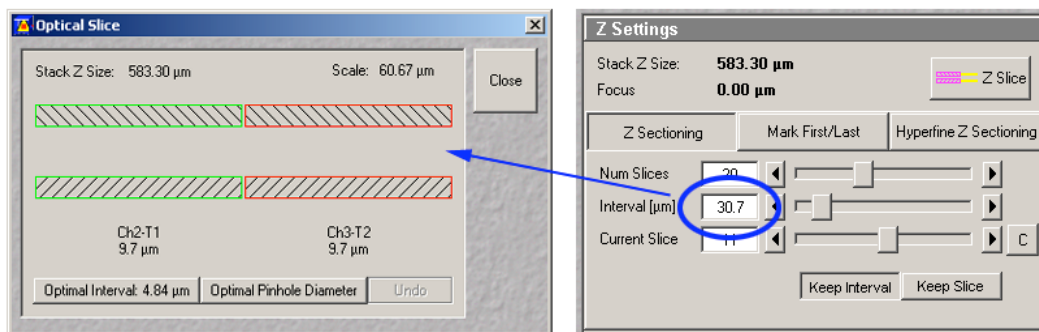 Optical Slice
Stack Z Size: 583.30 µm Scale: 60.67 µm
Close
Ch2-T1 Ch3-T2
9.7 µm 9.7 µm
Optimal Interval: 4.84 µm Optimal Pinhole Diameter Undo
Z Settings
Stack Z Size: 583.30 µm
Focus 0.00 µm
Z Slice
Z Sectioning Mark First/Last Hyperfine Z Sectioning
Num Slices 20
Interval [µm] 30.7
Current Slice 11 C
Keep Interval Keep Slice